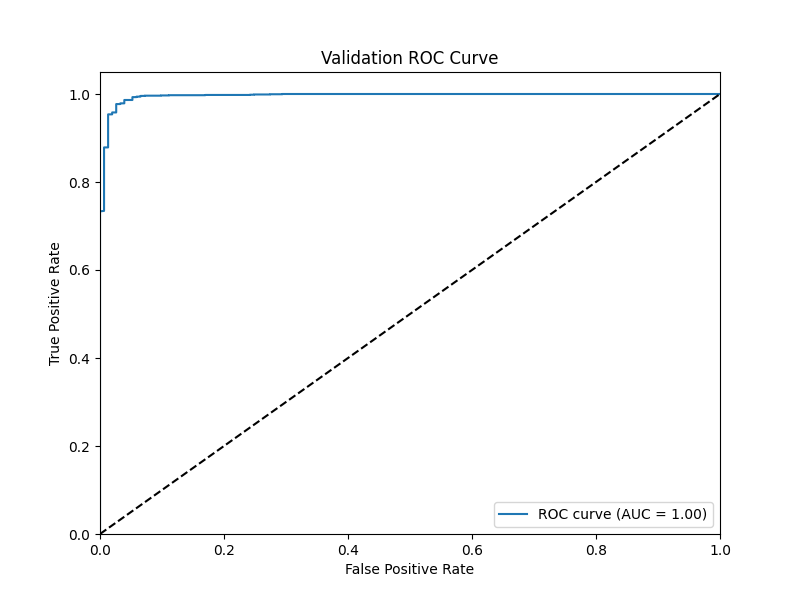 Validation ROC Curve
True Positive Rate
1.0
0.8
0.6
0.4
0.2
0.0
0.0 0.2 0.4 0.6 0.8 1.0
False Positive Rate
ROC curve (AUC = 1.00)